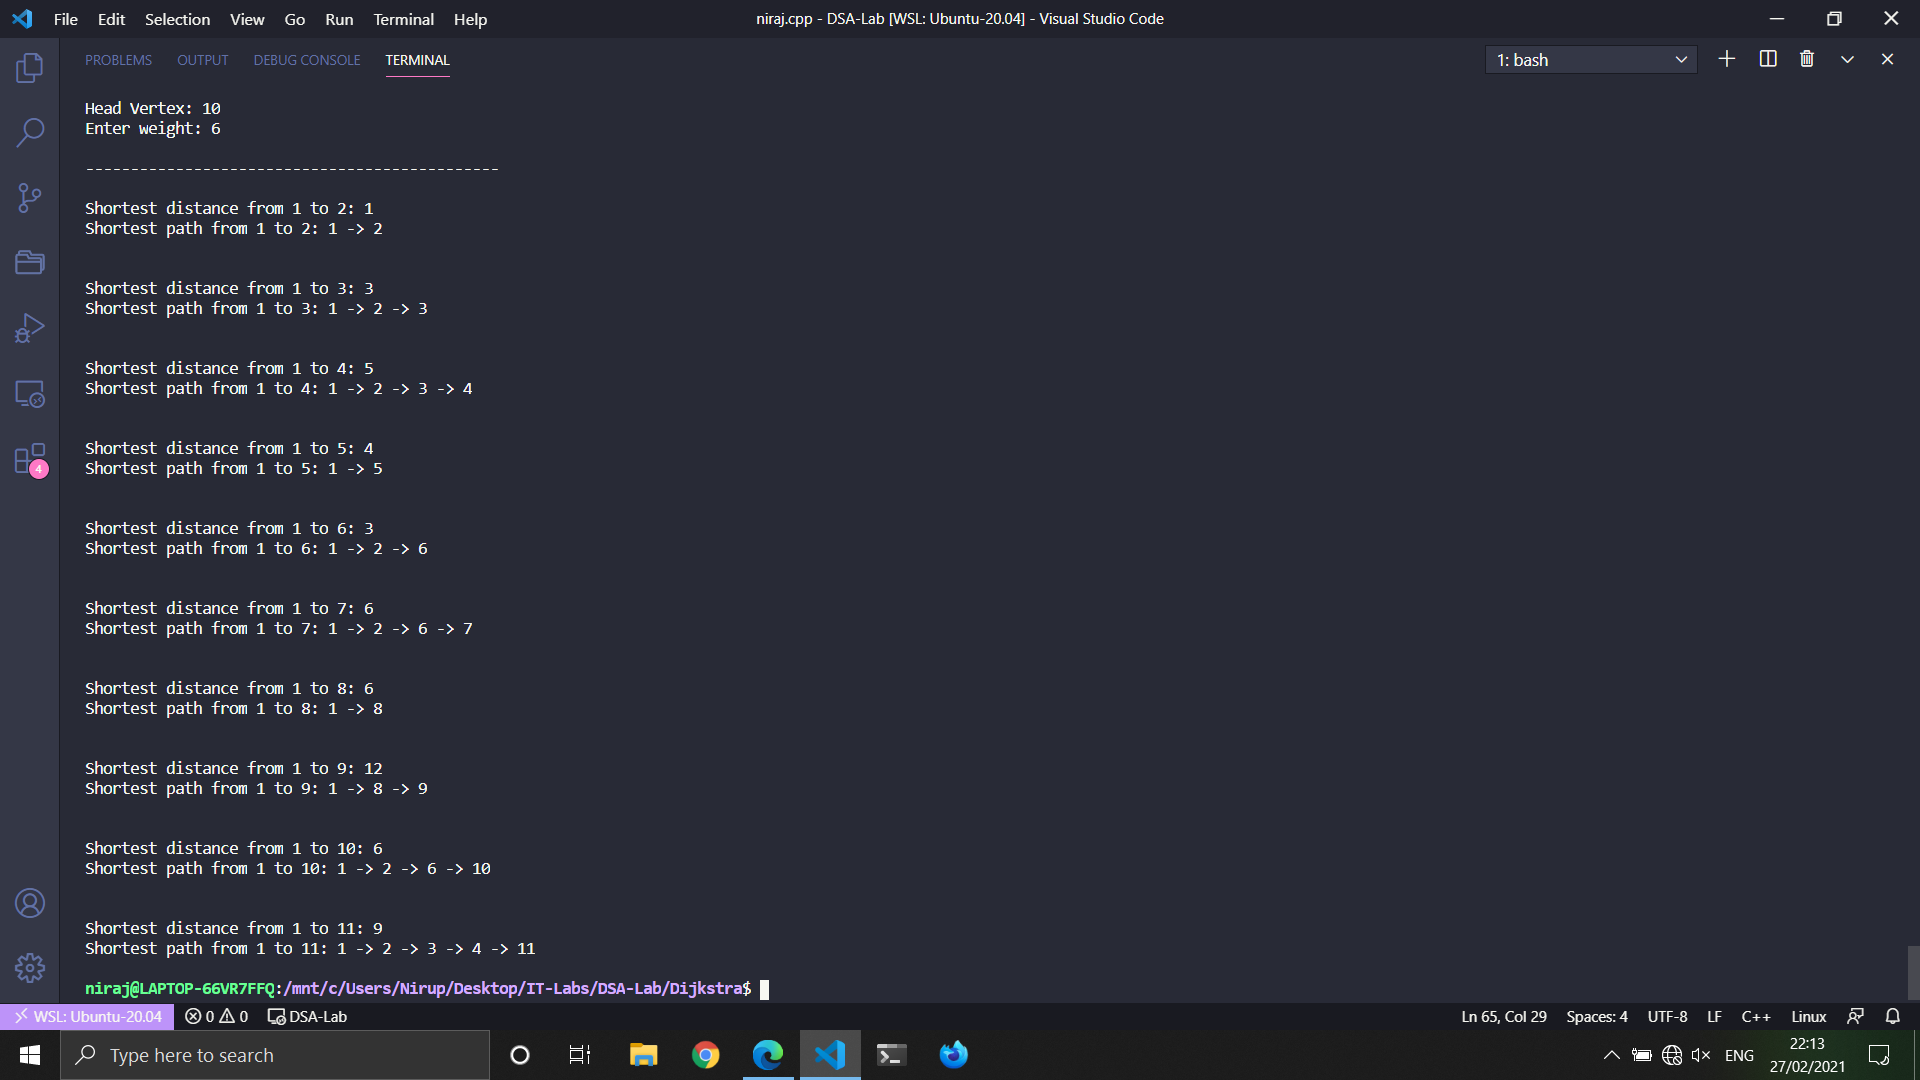 File Edit Selection View Go Run Terminal Help
niraj.cpp - DSA-Lab [WSL: Ubuntu-20.04] - Visual Studio Code
PROBLEMS OUTPUT DEBUG CONSOLE TERMINAL
1: bash
Head Vertex: 10
Enter weight: 6
----------------------------------------------
Shortest distance from 1 to 2: 1
Shortest path from 1 to 2: 1 -> 2
Shortest distance from 1 to 3: 3
Shortest path from 1 to 3: 1 -> 2 -> 3
Shortest distance from 1 to 4: 5
Shortest path from 1 to 4: 1 -> 2 -> 3 -> 4
Shortest distance from 1 to 5: 4
Shortest path from 1 to 5: 1 -> 5
Shortest distance from 1 to 6: 3
Shortest path from 1 to 6: 1 -> 2 -> 6
Shortest distance from 1 to 7: 6
Shortest path from 1 to 7: 1 -> 2 -> 6 -> 7
Shortest distance from 1 to 8: 6
Shortest path from 1 to 8: 1 -> 8
Shortest distance from 1 to 9: 12
Shortest path from 1 to 9: 1 -> 8 -> 9
Shortest distance from 1 to 10: 6
Shortest path from 1 to 10: 1 -> 2 -> 6 -> 10
Shortest distance from 1 to 11: 9
Shortest path from 1 to 11: 1 -> 2 -> 3 -> 4 -> 11
niraj@LAPTOP-66VR7FFQ:/mnt/c/Users/Nirup/Desktop/IT-Labs/DSA-Lab/Dijkstra$
4
WSL: Ubuntu-20.04 0 0 DSA-Lab
Ln 65, Col 29 Spaces: 4 UTF-8 LF C++ Linux
Type here to search
ENG
22:13
27/02/2021